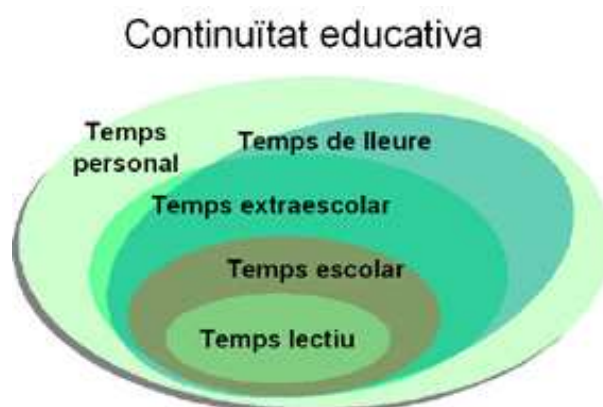 Continuïtat educativa
Temps
personal
Temps de lleure
Temps extraescolar
Temps escolar
Temps lectiu